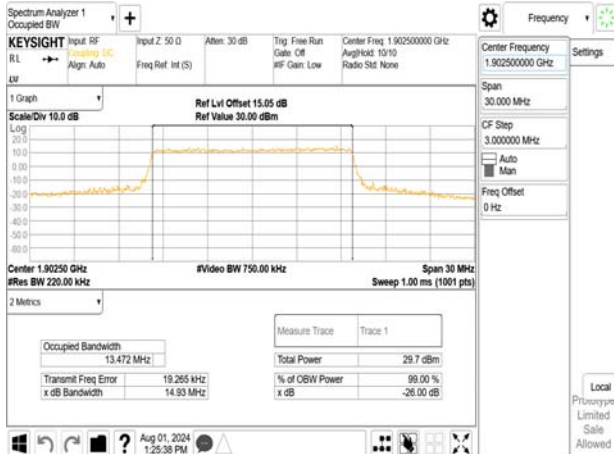 Spectrum Analyzer 1
Occupied BW
+
Frequency
KEYSIGHT
RL
Input: RF
Coupling: DC
Align: Auto
Input Z: 50 Ω
Freq Ref: Int (S)
Atten: 30 dB
Trig: Free Run
Gate: Off
#IF Gain: Low
Center Freq: 1.902500000 GHz
Avg|Hold: 10/10
Radio Std: None
LU
1 Graph
Scale/Div 10.0 dB
Ref Lvl Offset 15.05 dB
Ref Value 30.00 dBm
Log
20.0
10.0
0.00
-10.0
-20.0
-30.0
-40.0
-50.0
-60.0
Center 1.90250 GHz
#Video BW 750.00 kHz
Span 30 MHz
#Res BW 220.00 kHz
Sweep 1.00 ms (1001 pts)
2 Metrics
Measure Trace
Trace 1
Occupied Bandwidth
13.472 MHz
Total Power
29.7 dBm
Transmit Freq Error
19.265 kHz
% of OBW Power
99.00 %
x dB Bandwidth
14.93 MHz
x dB
-26.00 dB
Center Frequency
1.902500000 GHz
Settings
Span
30.000 MHz
CF Step
3.000000 MHz
Auto
Man
Freq Offset
0 Hz
Local
Prototype
Limited
Sale
Allowed
?
Aug 01, 2024
1:25:38 PM